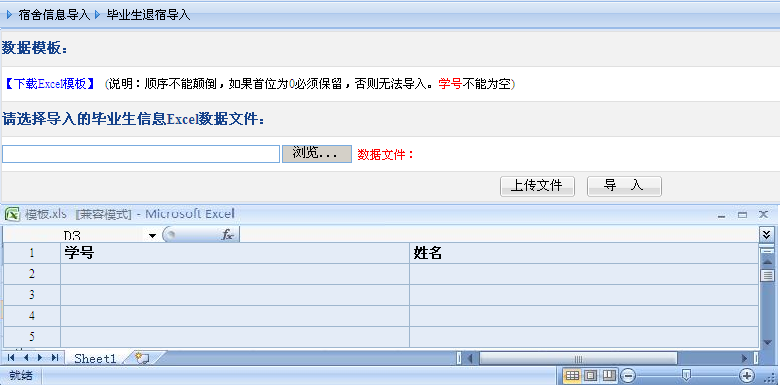 宿舍信息导入 毕业生退宿导入
数据模板：
【下载Excel模板】 (说明：顺序不能颠倒，如果首位为0必须保留，否则无法导入。学号不能为空)
请选择导入的毕业生信息Excel数据文件：
浏览... 数据文件：
上传文件 导 入
模板.xls [兼容模式] - Microsoft Excel
D3 fx
1 学号 姓名
2
3
4
5
Sheet1
就绪